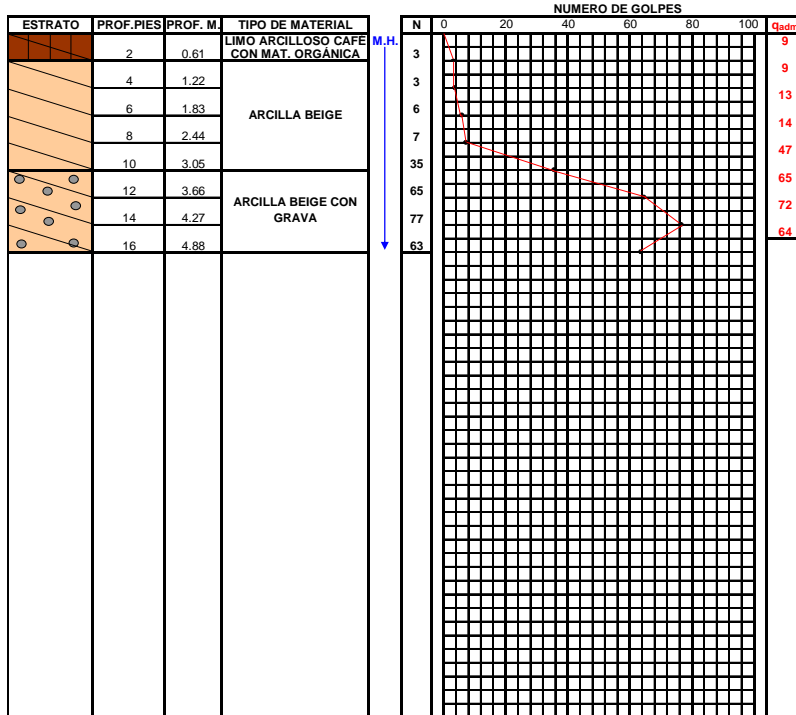 NUMERO DE GOLPES
ESTRATO PROF.PIES PROF. M. TIPO DE MATERIAL N 0 20 40 60 80 100 qadm
LIMO ARCILLOSO CAFÉ M.H. 9
2 0.61 CON MAT. ORGÁNICA 3
9
4 1.22 3
13
6 1.83 ARCILLA BEIGE 6
14
8 2.44 7
47
10 3.05 35
65
12 3.66 65
ARCILLA BEIGE CON 72
14 4.27 GRAVA 77
64
16 4.88 63